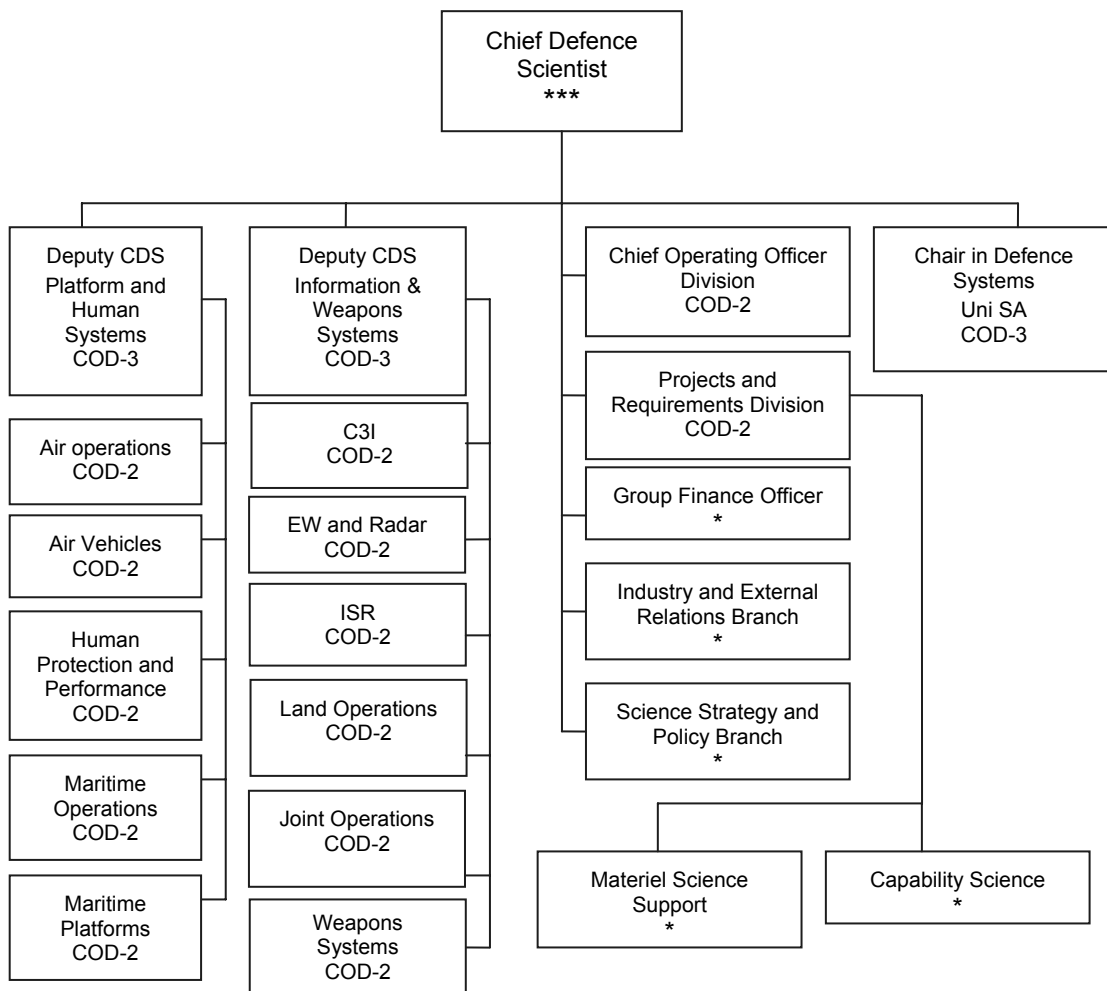 Chief Defence
Scientist
***
Deputy CDS
Platform and
Human
Systems
COD-3
Air operations
COD-2
Air Vehicles
COD-2
Human
Protection and
Performance
COD-2
Maritime
Operations
COD-2
Maritime
Platforms
COD-2
Deputy CDS
Information &
Weapons
Systems
COD-3
C3I
COD-2
EW and Radar
COD-2
ISR
COD-2
Land Operations
COD-2
Joint Operations
COD-2
Weapons
Systems
COD-2
Chief Operating Officer
Division
COD-2
Projects and
Requirements Division
COD-2
Group Finance Officer
*
Industry and External
Relations Branch
*
Science Strategy and
Policy Branch
*
Materiel Science
Support
*
Capability Science
*
Chair in Defence
Systems
Uni SA
COD-3